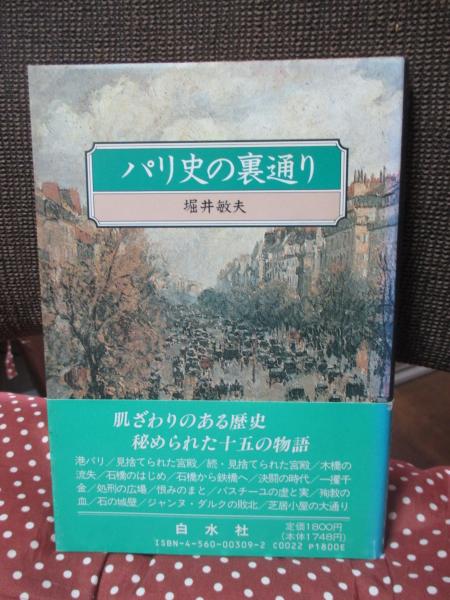 パリ史の裏通り
堀井敏夫
肌ざわりのある歴史
秘められた十五の物語
港パリ／見捨てられた宮殿／続・見捨てられた宮殿／木橋の
流失／石橋のはじめ／石橋から鉄橋へ／決闘の時代／一攫千
金／処刑の広場／恨みのまと／バスチーユの虚と実／殉教の
血／石の城壁／ジャンヌ・ダルクの敗北／芝居小屋の大通り
白水社
定価1800円
(本体1748円)
ISBN4-560-00309-2 C0022 P1800E